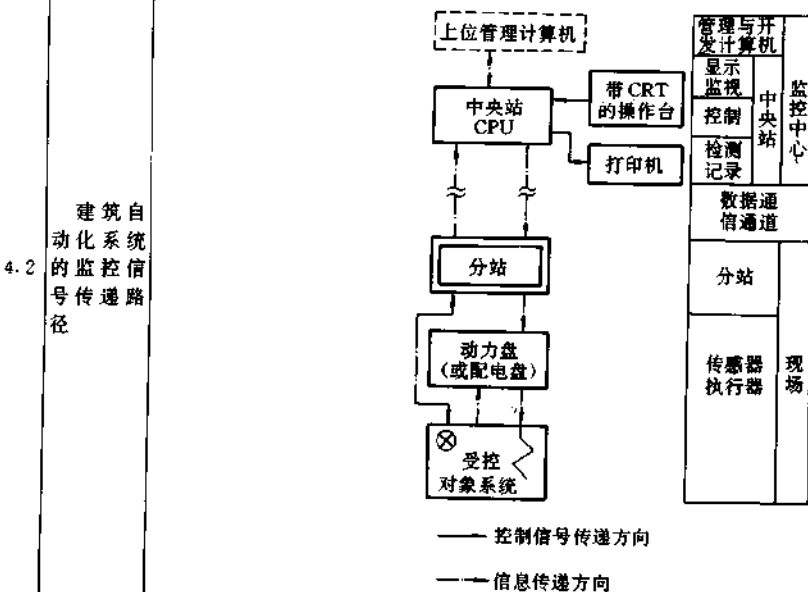 4.2
建筑自
动化系统
的监控信
号传递路
径
上位管理计算机
中央站
CPU
带CRT
的操作台
打印机
分站
动力盘
(或配电盘)
受控
对象系统
控制信号传递方向
信息传递方向
管理与开
发计算机
显示
监视
控制
检测
记录
中
央
站
监
控
中
心
数据通
信通道
分站
传感器
执行器
现
场